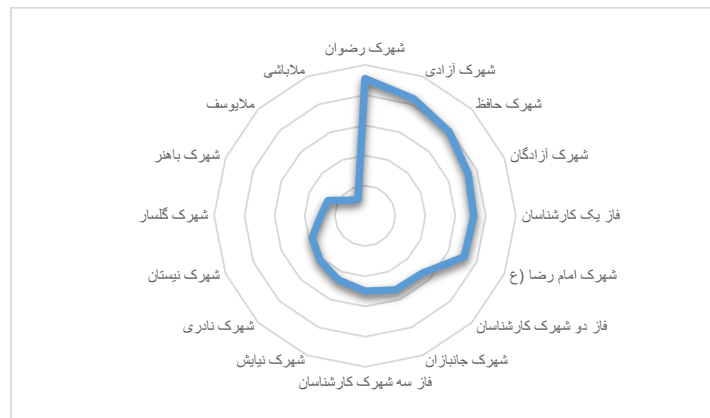 شهرک رضوان
شهرک آزادی
شهرک حافظ
شهرک آزادگان
فاز یک کارشناسان
شهرک امام رضا (ع
فاز دو شهرک کارشناسان
شهرک جانبازان
فاز سه شهرک کارشناسان
شهرک نیایش
شهرک نادری
شهرک نیستان
شهرک گلسار
شهرک باهنر
ملایوسف
ملاباشی